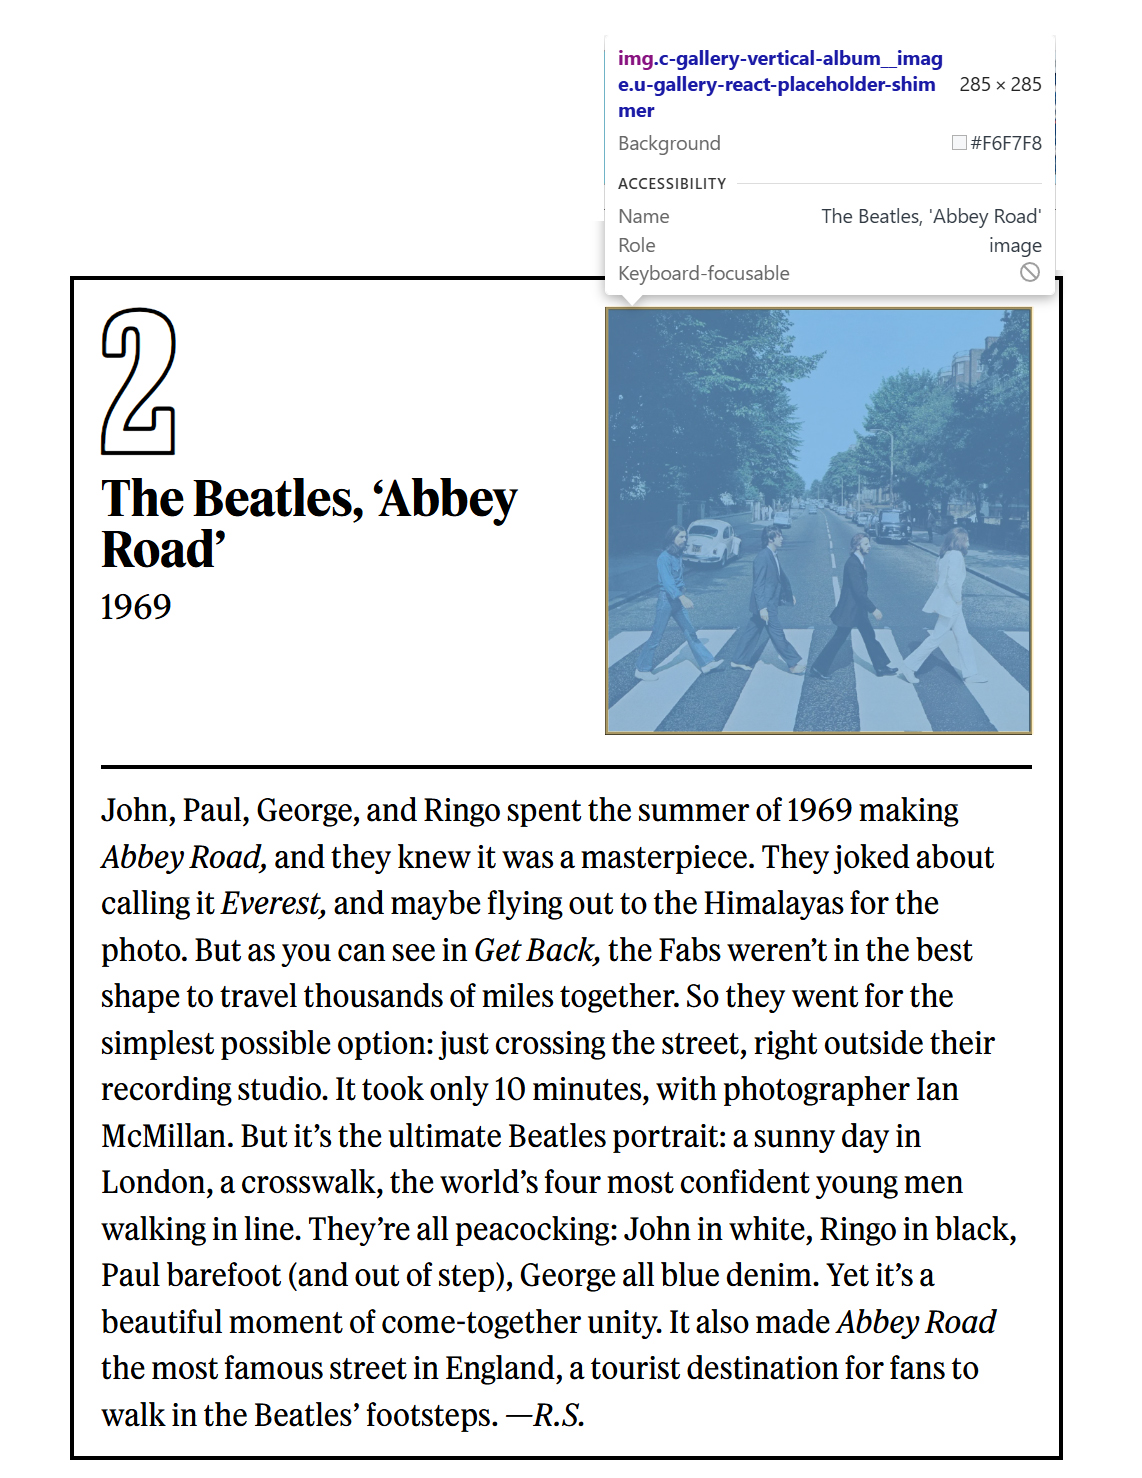 img.c-gallery-vertical-album__imag
e.u-gallery-react-placeholder-shim
mer
285 × 285
Background #F6F7F8
ACCESSIBILITY
Name The Beatles, 'Abbey Road'
Role image
Keyboard-focusable
2
The Beatles, ‘Abbey
Road’
1969
John, Paul, George, and Ringo spent the summer of 1969 making
Abbey Road, and they knew it was a masterpiece. They joked about
calling it Everest, and maybe flying out to the Himalayas for the
photo. But as you can see in Get Back, the Fabs weren’t in the best
shape to travel thousands of miles together. So they went for the
simplest possible option: just crossing the street, right outside their
recording studio. It took only 10 minutes, with photographer Ian
McMillan. But it’s the ultimate Beatles portrait: a sunny day in
London, a crosswalk, the world’s four most confident young men
walking in line. They’re all peacocking: John in white, Ringo in black,
Paul barefoot (and out of step), George all blue denim. Yet it’s a
beautiful moment of come-together unity. It also made Abbey Road
the most famous street in England, a tourist destination for fans to
walk in the Beatles’ footsteps. —R.S.